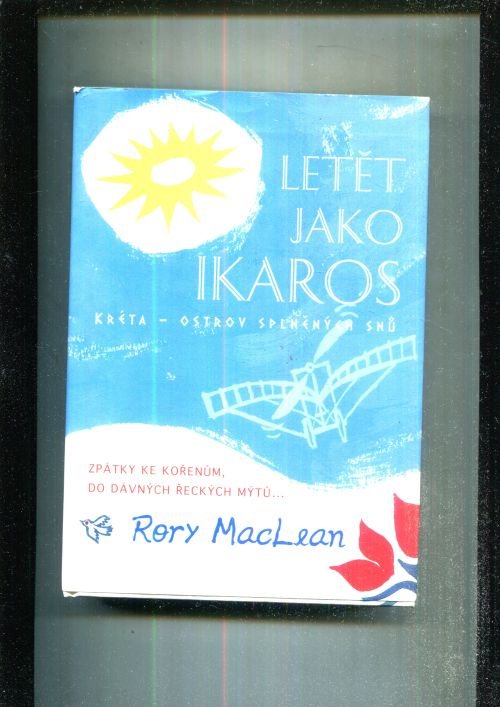 LETĚT
JAKO
IKAROS
KRÉTA – OSTROV SPLNĚNÝCH SNŮ
ZPÁTKY KE KOŘENŮM,
DO DÁVNÝCH ŘECKÝCH MÝTŮ...
Rory MacLean